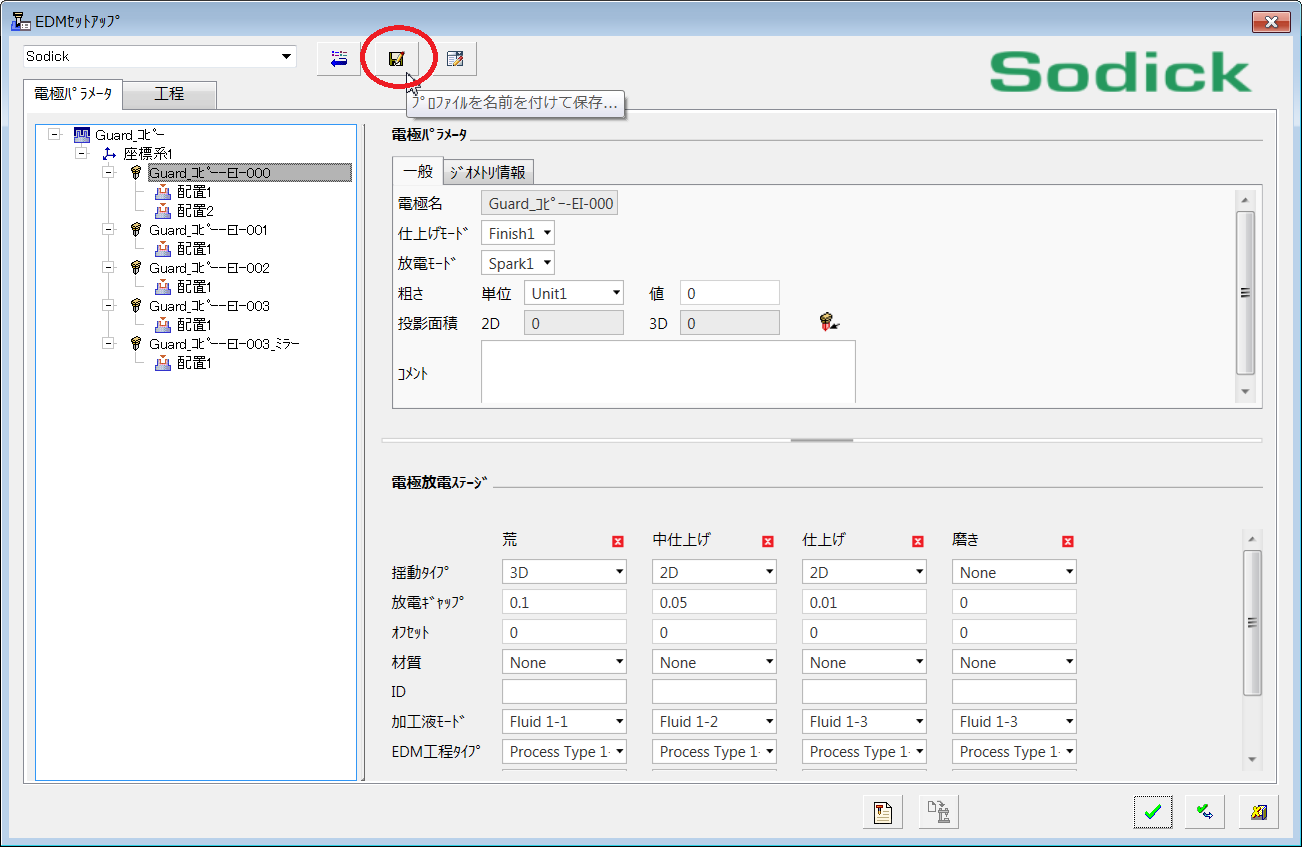 EDMｾｯﾄｱｯﾌﾟ
Sodick
Sodick
ﾌﾟﾛﾌｧｲﾙを名前を付けて保存...
電極ﾊﾟﾗﾒｰﾀ
工程
Guard_ｺﾋﾟｰ
座標系1
Guard_ｺﾋﾟｰ-EI-000
配置1
配置2
Guard_ｺﾋﾟｰ-EI-001
配置1
Guard_ｺﾋﾟｰ-EI-002
配置1
Guard_ｺﾋﾟｰ-EI-003
配置1
Guard_ｺﾋﾟｰ-EI-003_ﾐﾗｰ
配置1
電極ﾊﾟﾗﾒｰﾀ
一般
ｼﾞｵﾒﾄﾘ情報
電極名 Guard_ｺﾋﾟｰ-EI-000
仕上げﾓｰﾄﾞ Finish1
放電ﾓｰﾄﾞ Spark1
粗さ 単位 Unit1 値 0
投影面積 2D 0 3D 0
ｺﾒﾝﾄ
電極放電ｽﾃｰｼﾞ
荒 中仕上げ 仕上げ 磨き
揺動ﾀｲﾌﾟ 3D 2D 2D None
放電ｷﾞｬｯﾌﾟ 0.1 0.05 0.01 0
ｵﾌｾｯﾄ 0 0 0 0
材質 None None None None
ID
加工液ﾓｰﾄﾞ Fluid 1-1 Fluid 1-2 Fluid 1-3 Fluid 1-3
EDM工程ﾀｲﾌﾟ Process Type 1- Process Type 1- Process Type 1- Process Type 1-